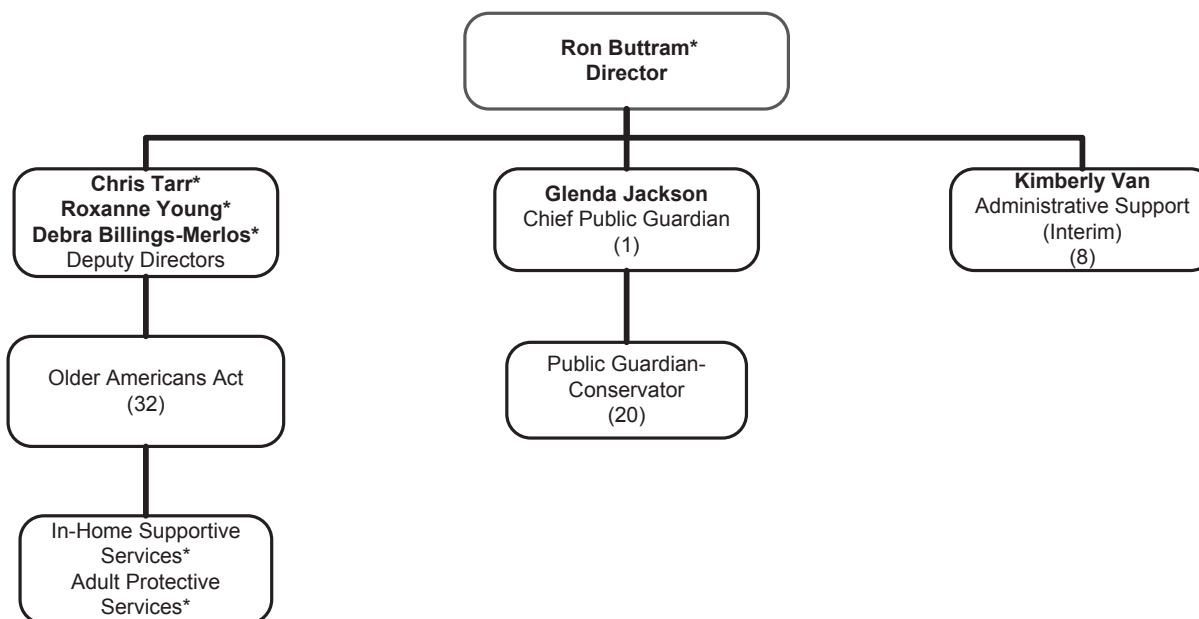 Ron Buttram*
Director
Chris Tarr*
Roxanne Young*
Debra Billings-Merlos*
Deputy Directors
Glenda Jackson
Chief Public Guardian
(1)
Kimberly Van
Administrative Support
(Interim)
(8)
Older Americans Act
(32)
Public Guardian-
Conservator
(20)
In-Home Supportive
Services*
Adult Protective
Services*